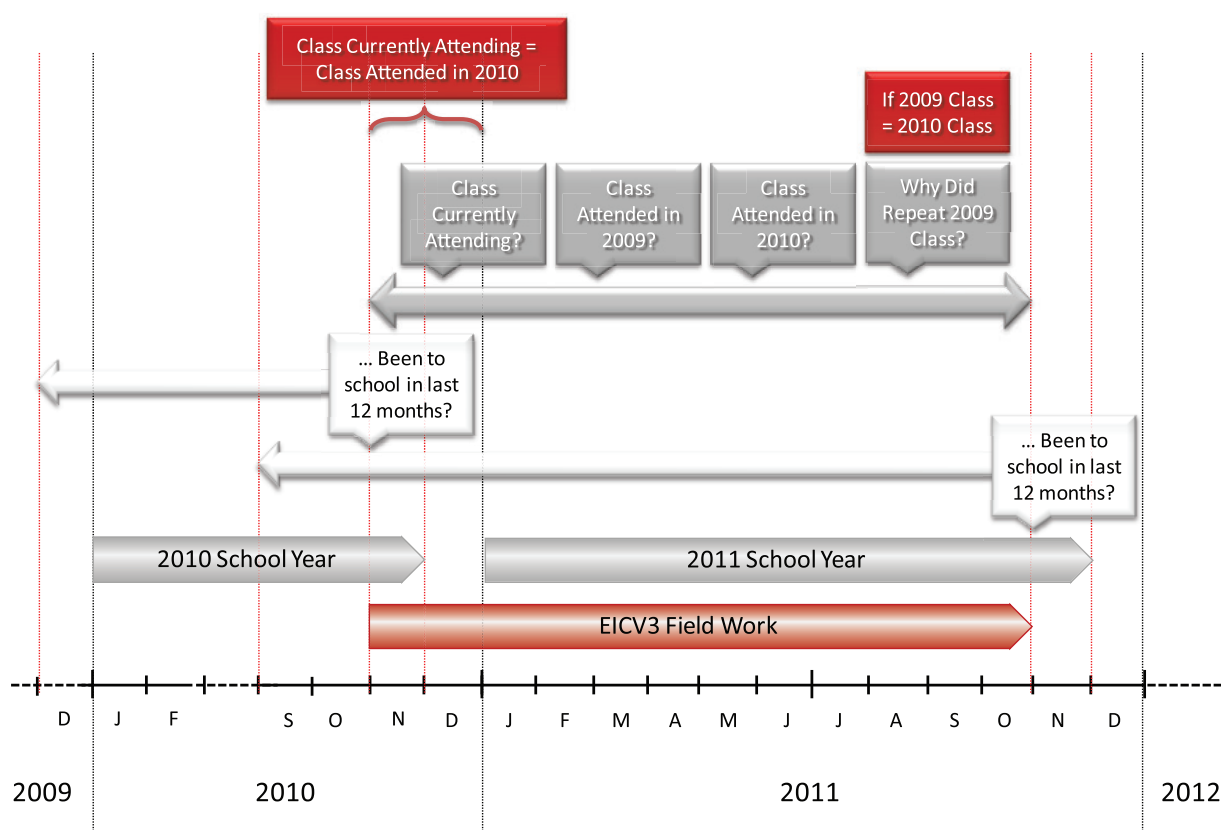 Class Currently Attending =
Class Attended in 2010
If 2009 Class
= 2010 Class
Class
Currently
Attending?
Class
Attended in
2009?
Class
Attended in
2010?
Why Did
Repeat 2009
Class?
... Been to
school in last
12 months?
... Been to
school in last
12 months?
2010 School Year
2011 School Year
EICV3 Field Work
D J F S O N D J F M A M J J A S O N D
2009 2010 2011 2012